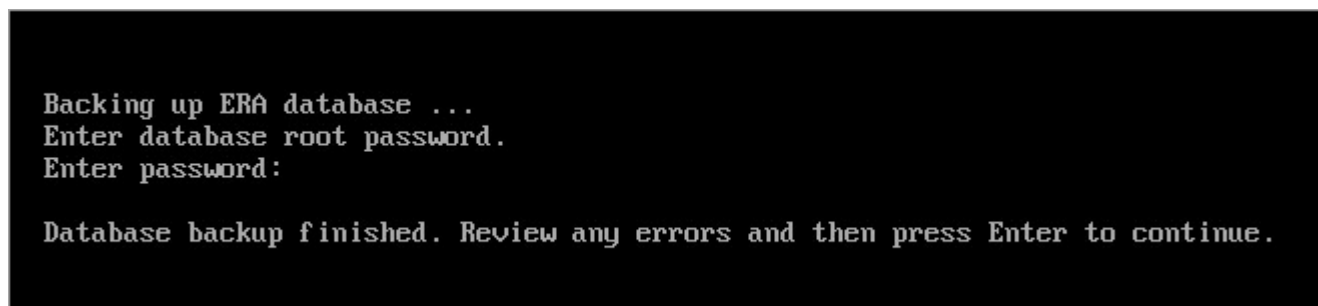 Backing up ERA database ...
Enter database root password.
Enter password:
Database backup finished. Review any errors and then press Enter to continue.